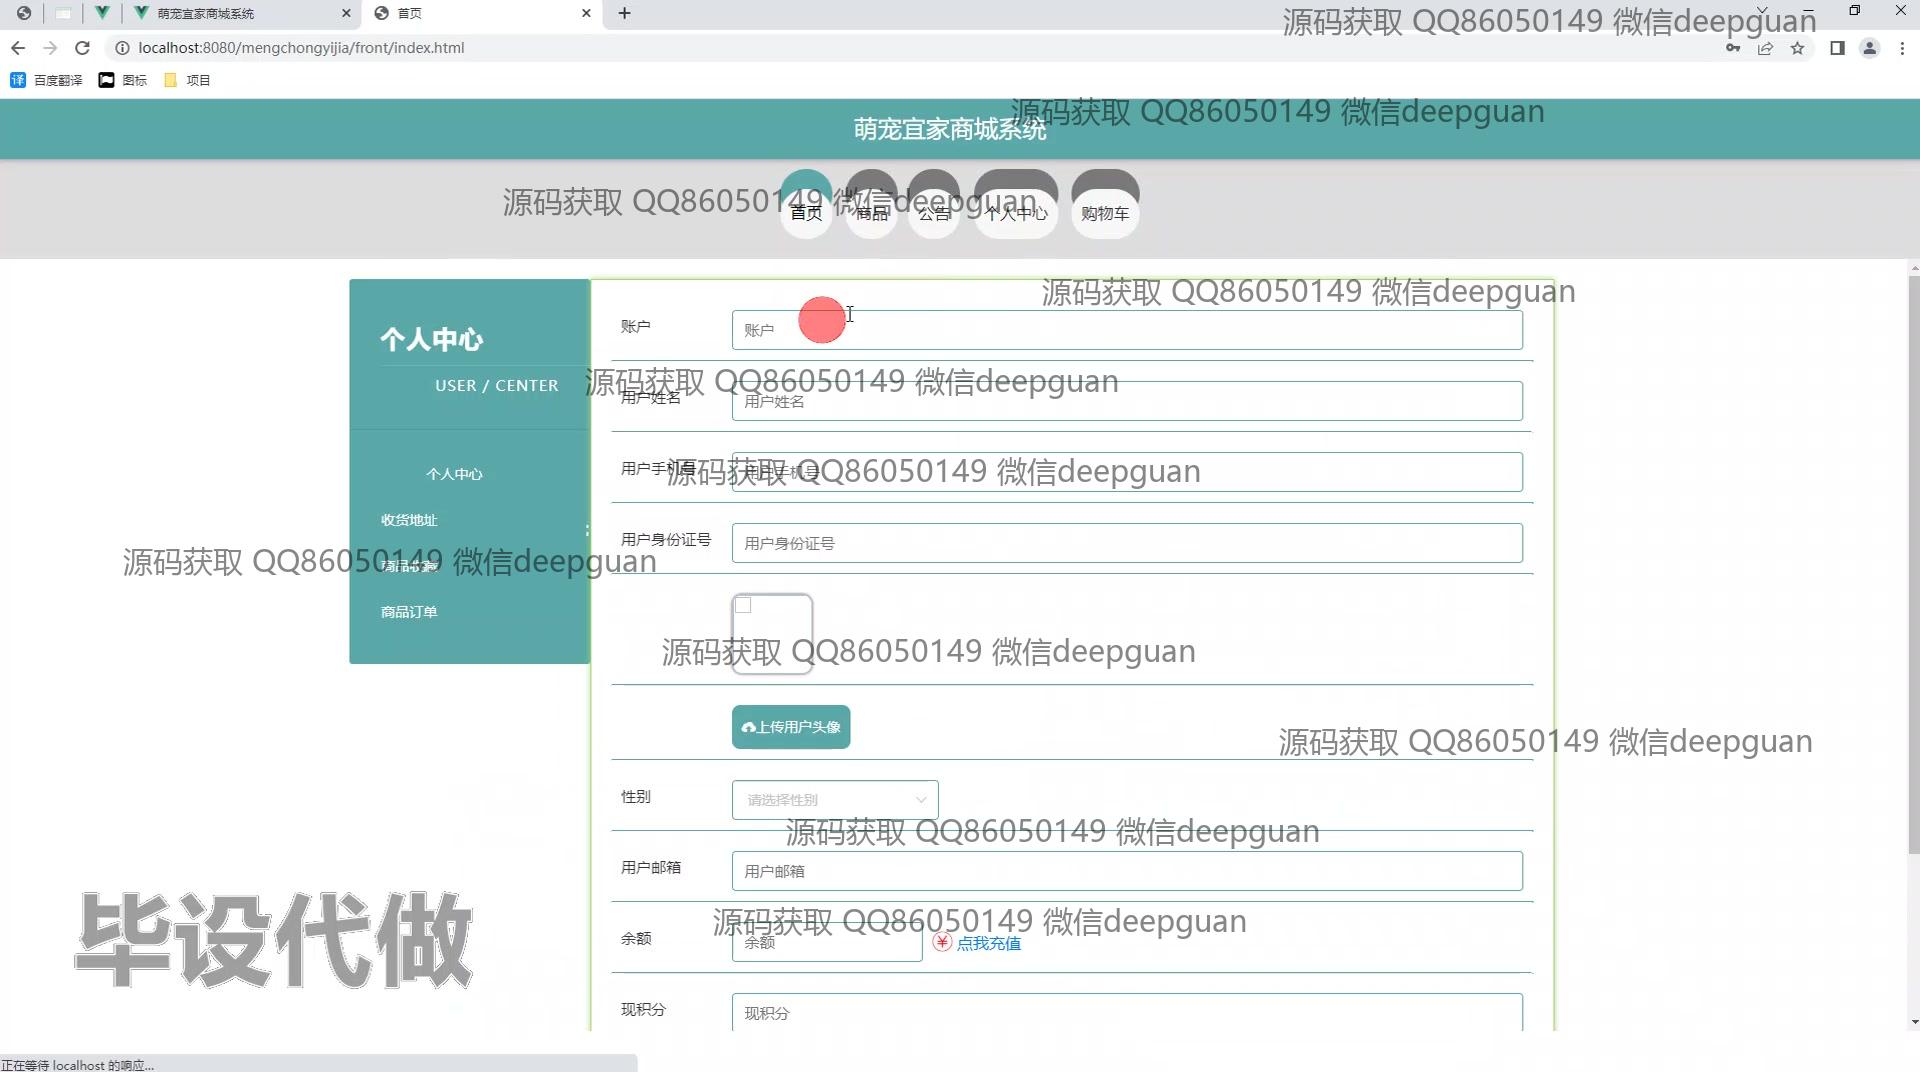 萌宠宜家商城系统
首页
源码获取 QQ86050149 微信deepguan
localhost:8080/mengchongyijia/front/index.html
百度翻译
图标
项目
源码获取 QQ86050149 微信deepguan
萌宠宜家商城系统
源码获取 QQ86050149 微信deepguan
首页
商品
公告
个人中心
购物车
源码获取 QQ86050149 微信deepguan
个人中心
USER / CENTER
个人中心
收货地址
商品收藏
商品订单
账户
账户
源码获取 QQ86050149 微信deepguan
用户姓名
用户姓名
源码获取 QQ86050149 微信deepguan
用户手机号
用户手机号
用户身份证号
用户身份证号
源码获取 QQ86050149 微信deepguan
源码获取 QQ86050149 微信deepguan
上传用户头像
源码获取 QQ86050149 微信deepguan
性别
请选择性别
源码获取 QQ86050149 微信deepguan
用户邮箱
用户邮箱
源码获取 QQ86050149 微信deepguan
余额
余额
¥ 点我充值
现积分
现积分
毕设代做
正在等待 localhost 的响应...